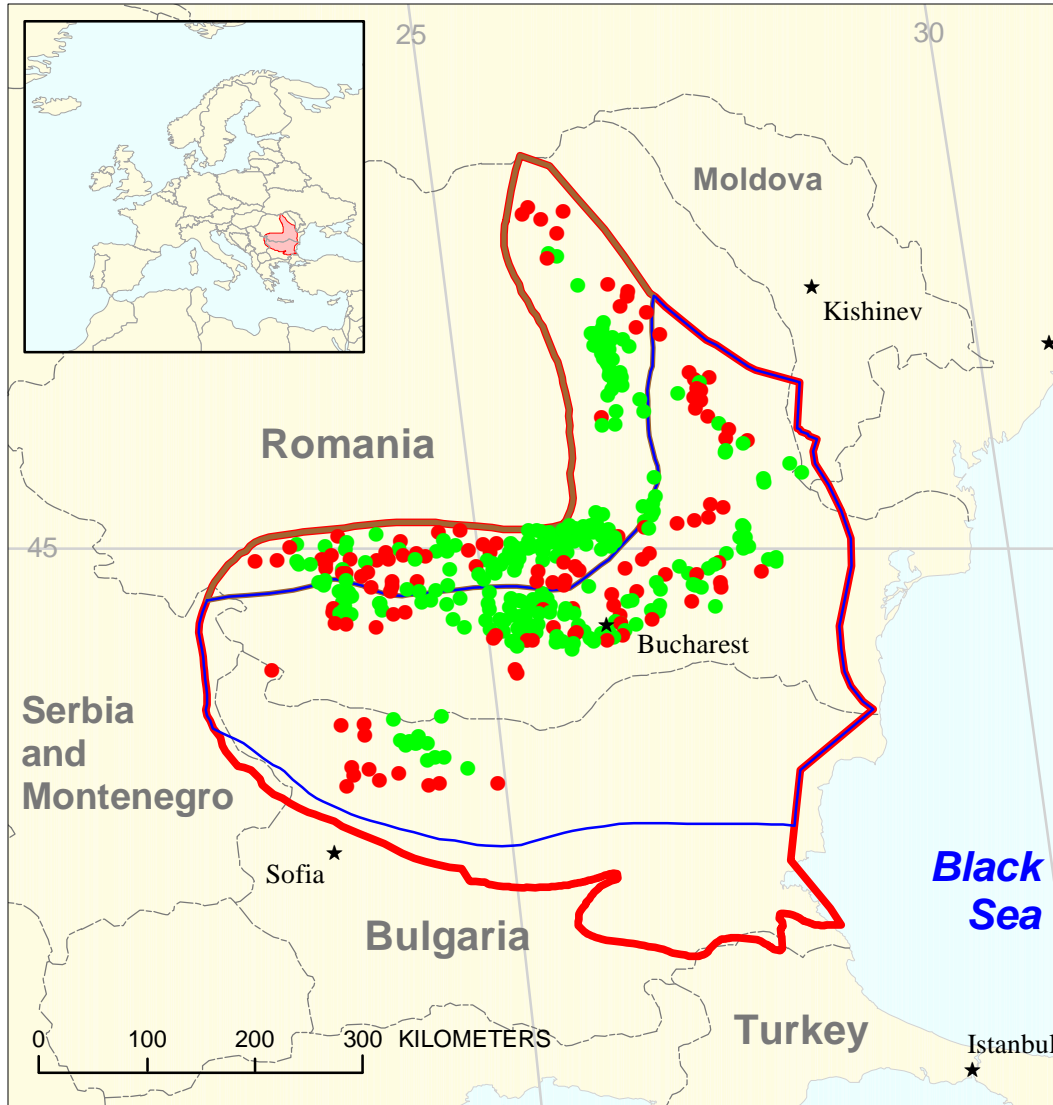 25
30
Moldova
Kishinev
Romania
45
Bucharest
Serbia
and
Montenegro
Sofia
Black
Sea
Bulgaria
0
100
200
300
KILOMETERS
Turkey
Istanbul